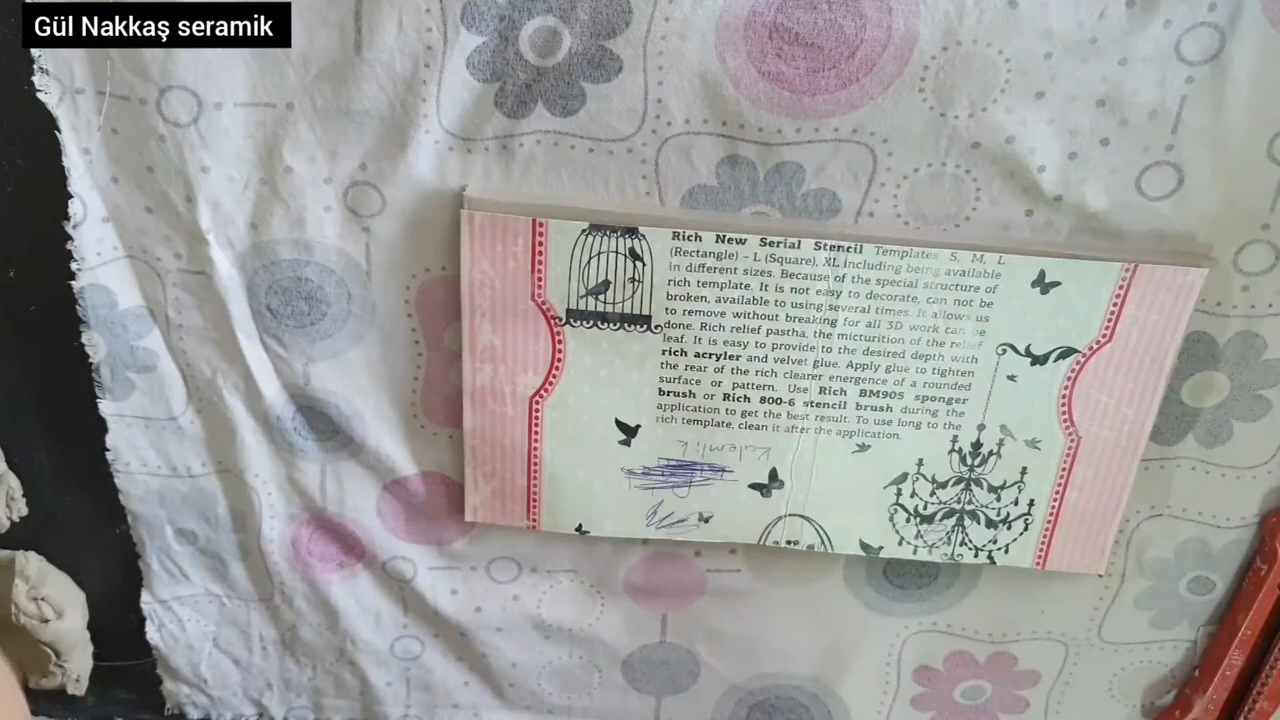 Gül Nakkaş seramik
Rich New Serial Stencil Templates S, M, L
(Rectangle) – L (Square), XL including being available
in different sizes. Because of the special structure of
rich template. It is not easy to decorate, can not be
broken, available to using several times. It allows us
to remove without breaking for all 3D work can be
done. Rich relief pastha, the micturition of the relief
leaf. It is easy to provide to the desired depth with
rich acryler and velvet glue. Apply glue to tighten
the rear of the rich clearer energence of a rounded
surface or pattern. Use Rich BM905 sponger
brush or Rich 800-6 stencil brush during the
application to get the best result. To use long to the
rich template, clean it after the application.
Kalemlik